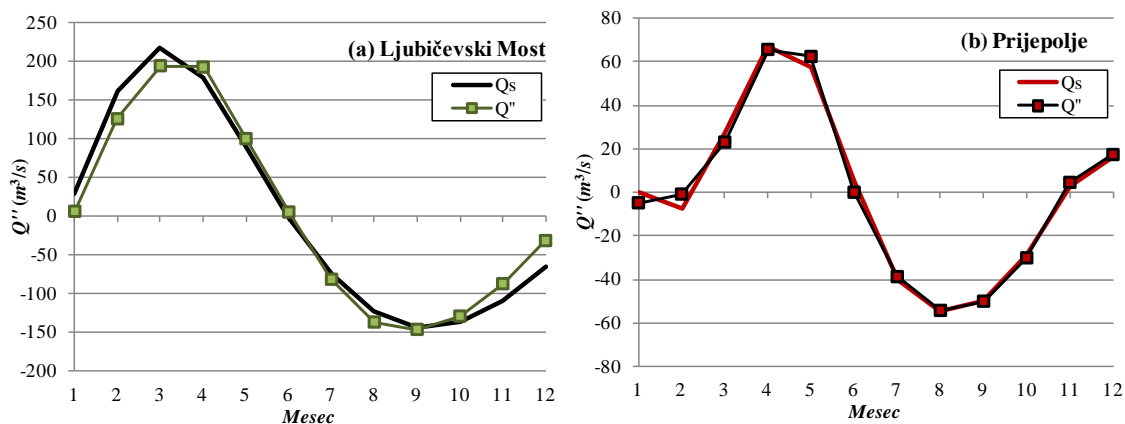 (a) Ljubičevski Most
Qs
Q"
Q'' (m³/s)
250
200
150
100
50
0
-50
-100
-150
-200
1 2 3 4 5 6 7 8 9 10 11 12
Mesec
(b) Prijepolje
Qs
Q"
Q'' (m³/s)
80
60
40
20
0
-20
-40
-60
-80
1 2 3 4 5 6 7 8 9 10 11 12
Mesec